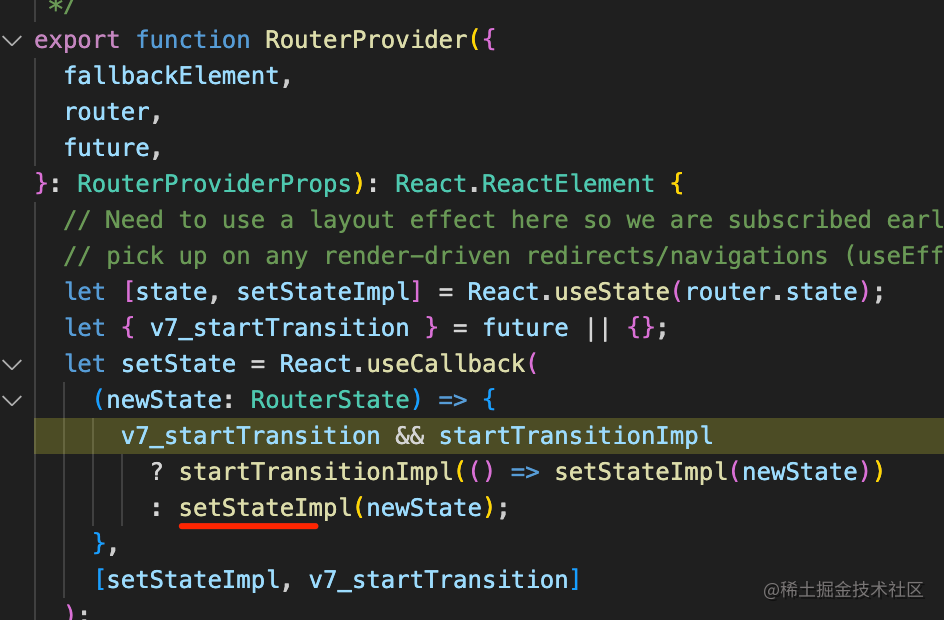 */
export function RouterProvider({
  fallbackElement,
  router,
  future,
}: RouterProviderProps): React.ReactElement {
  // Need to use a layout effect here so we are subscribed earl
  // pick up on any render-driven redirects/navigations (useEff
  let [state, setStateImpl] = React.useState(router.state);
  let { v7_startTransition } = future || {};
  let setState = React.useCallback(
    (newState: RouterState) => {
      v7_startTransition && startTransitionImpl
        ? startTransitionImpl(() => setStateImpl(newState))
        : setStateImpl(newState);
    },
    [setStateImpl, v7_startTransition]
  );
@稀土掘金技术社区